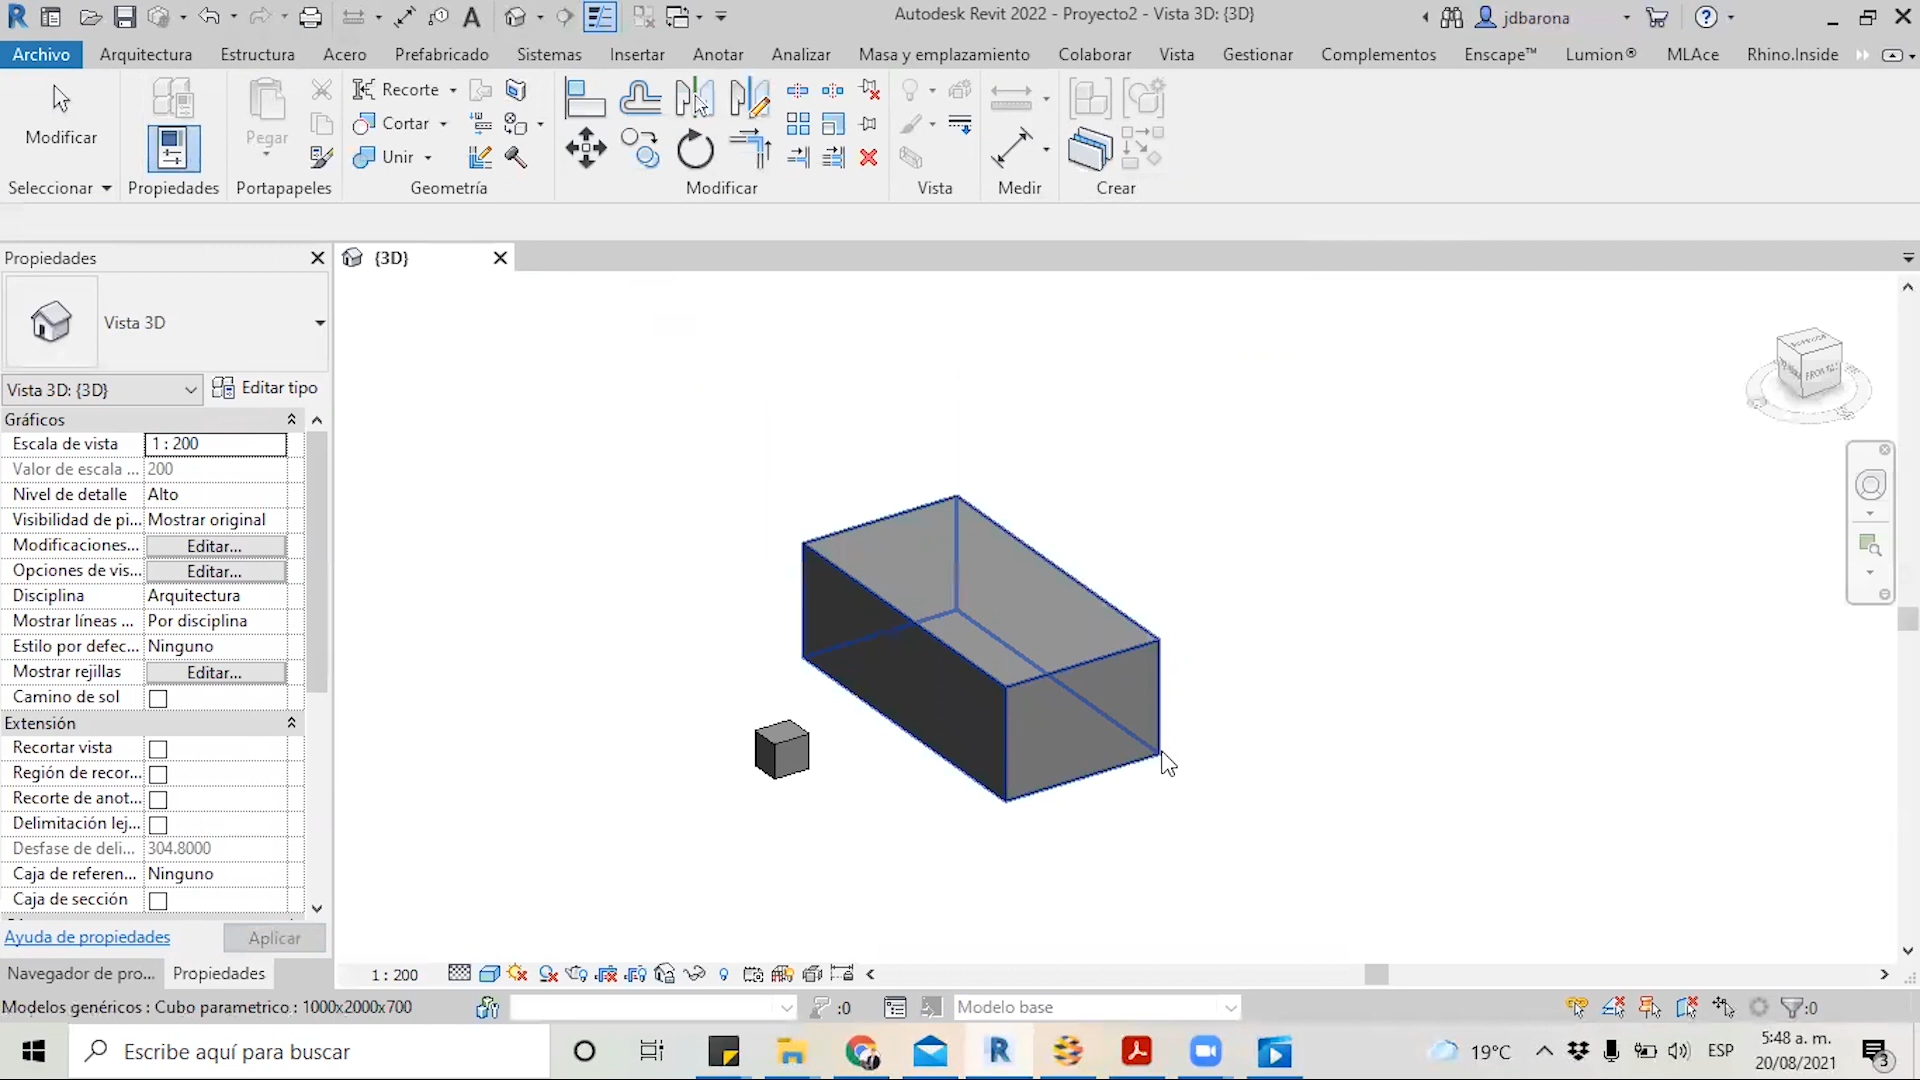 Autodesk Revit 2022 - Proyecto2 - Vista 3D: {3D}
jdbarona
Archivo
Arquitectura
Estructura
Acero
Prefabricado
Sistemas
Insertar
Anotar
Analizar
Masa y emplazamiento
Colaborar
Vista
Gestionar
Complementos
Enscape™
Lumion®
MLAce
Rhino.Inside
Modificar
Pegar
Recorte
Cortar
Unir
Seleccionar
Propiedades
Portapapeles
Geometría
Modificar
Vista
Medir
Crear
Propiedades
{3D}
Vista 3D
Vista 3D: {3D}
Editar tipo
Gráficos
Escala de vista 1 : 200
Valor de escala ... 200
Nivel de detalle Alto
Visibilidad de pi... Mostrar original
Modificaciones... Editar...
Opciones de vis... Editar...
Disciplina Arquitectura
Mostrar líneas ... Por disciplina
Estilo por defec... Ninguno
Mostrar rejillas Editar...
Camino de sol
Extensión
Recortar vista
Región de recor...
Recorte de anot...
Delimitación lej...
Desfase de deli... 304.8000
Caja de referen... Ninguno
Caja de sección
Ayuda de propiedades
Aplicar
Navegador de pro...
Propiedades
1 : 200
Modelos genéricos : Cubo parametrico : 1000x2000x700
:0
Modelo base
:0
Escribe aquí para buscar
19°C
ESP
5:48 a. m.
20/08/2021
3